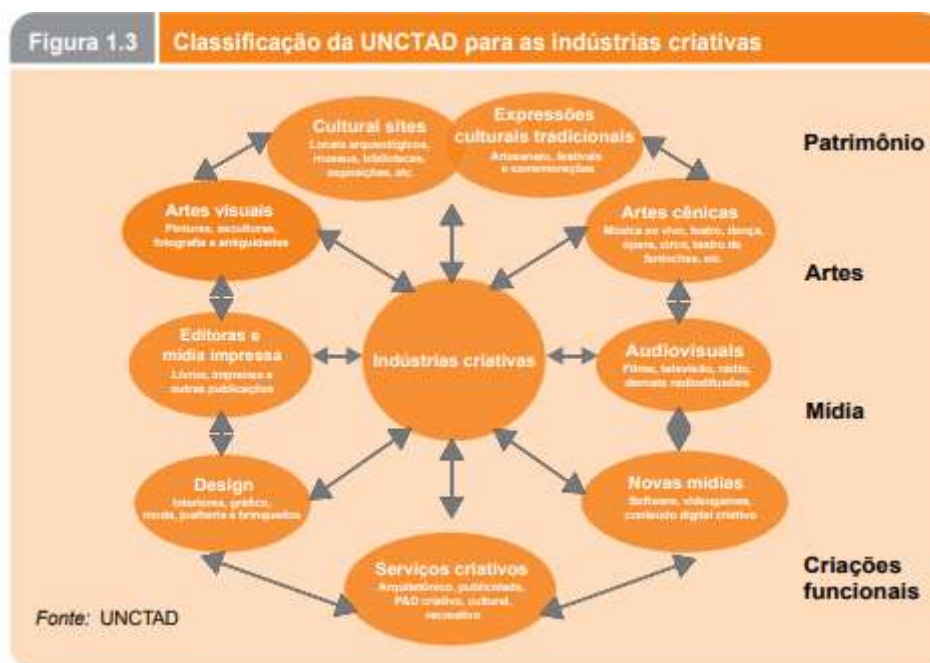 Figura 1.3
Classificação da UNCTAD para as indústrias criativas
Cultural sites
Locais arqueológicos,
museus, bibliotecas,
exposições, etc.
Expressões
culturais tradicionais
Artesanato, festivais
e comemorações
Patrimônio
Artes visuais
Pinturas, esculturas,
fotografia e antiguidades
Artes cênicas
Música ao vivo, teatro, dança,
ópera, circo, teatro de
fantoches, etc.
Artes
Editoras e
mídia impressa
Livros, imprensa e
outras publicações
Indústrias criativas
Audiovisuais
Filme, televisão, rádio,
demais radiodifusões
Mídia
Design
Interiores, gráfico,
moda, joalheria e brinquedos
Novas mídias
Software, videogames,
conteúdo digital criativo
Serviços criativos
Arquitetônico, publicidade,
P&D criativo, cultural,
recreativo
Criações
funcionais
Fonte: UNCTAD